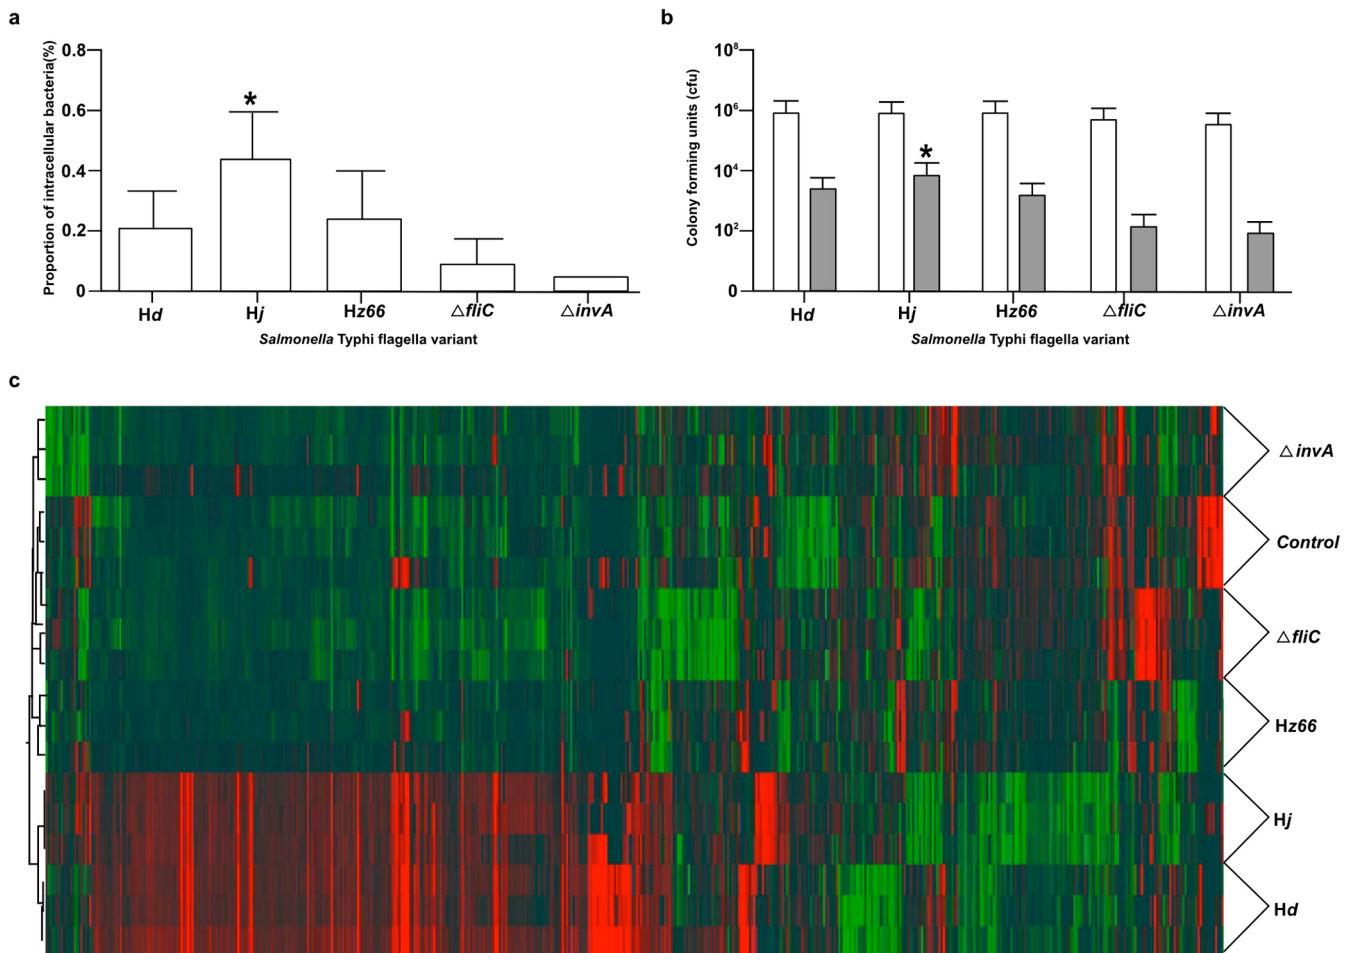 a
Proportion of intracellular bacteria(%)
0.8
0.6
0.4
0.2
0
*
Hd
Hj
Hz66
△fliC
△invA
Salmonella Typhi flagella variant
b
Colony forming units (cfu)
10⁸
10⁶
10⁴
10²
0
*
Hd
Hj
Hz66
△fliC
△invA
Salmonella Typhi flagella variant
c
△invA
Control
△fliC
Hz66
Hj
Hd